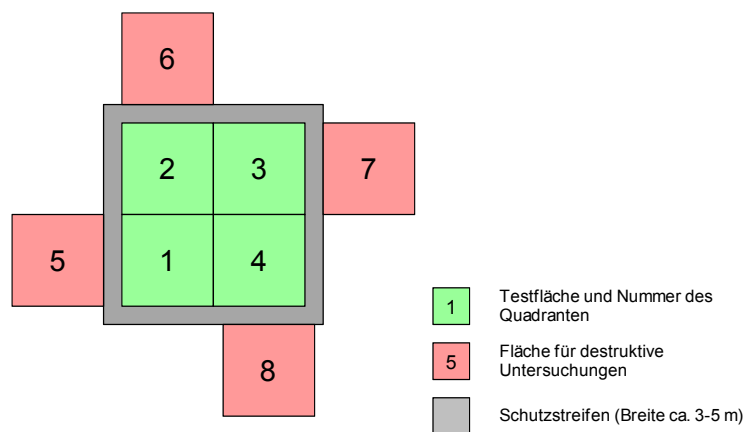 6
2
3
7
5
1
4
8
1
Testfläche und Nummer des
Quadranten
5
Fläche für destruktive
Untersuchungen
Schutzstreifen (Breite ca. 3-5 m)